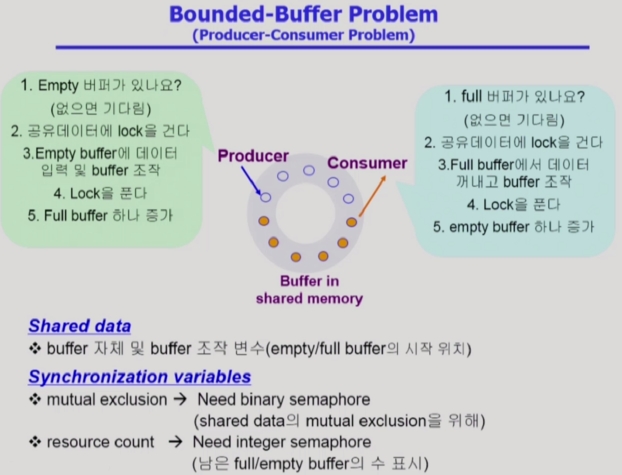 Bounded-Buffer Problem
(Producer-Consumer Problem)
1. Empty 버퍼가 있나요?
(없으면 기다림)
2. 공유데이터에 lock을 건다
3.Empty buffer에 데이터
입력 및 buffer 조작
4. Lock을 푼다
5. Full buffer 하나 증가
Producer
Consumer
1. full 버퍼가 있나요?
(없으면 기다림)
2. 공유데이터에 lock을 건다
3.Full buffer에서 데이터
꺼내고 buffer 조작
4. Lock을 푼다
5. empty buffer 하나 증가
Buffer in
shared memory
Shared data
❖ buffer 자체 및 buffer 조작 변수(empty/full buffer의 시작 위치)
Synchronization variables
❖ mutual exclusion → Need binary semaphore
(shared data의 mutual exclusion을 위해)
❖ resource count → Need integer semaphore
(남은 full/empty buffer의 수 표시)